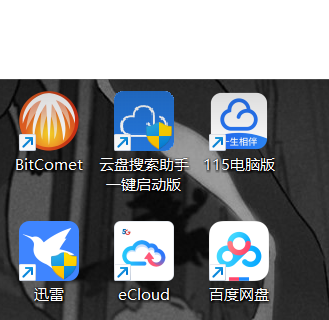 BitComet
云盘搜索助手
一键启动版
一生相伴
115电脑版
迅雷
5G
eCloud
百度网盘